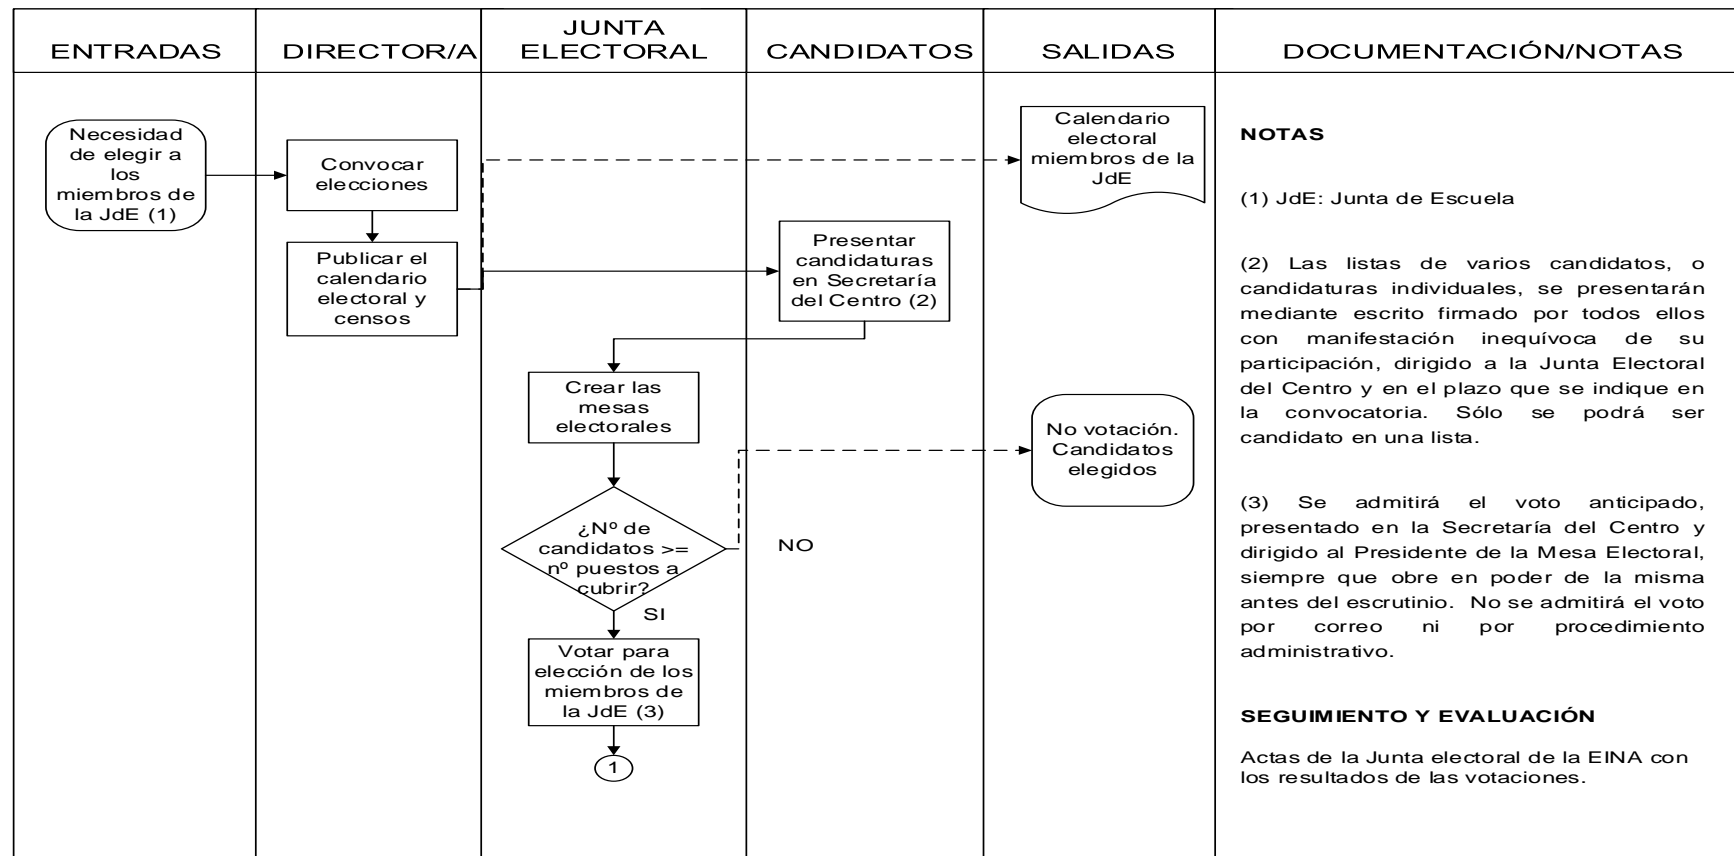 ENTRADAS
DIRECTOR/A
JUNTA
ELECTORAL
CANDIDATOS
SALIDAS
DOCUMENTACIÓN/NOTAS
Necesidad
de elegir a
los
miembros de
la JdE (1)
Convocar
elecciones
Publicar el
calendario
electoral y
censos
Calendario
electoral
miembros de la
JdE
Presentar
candidaturas
en Secretaría
del Centro (2)
Crear las
mesas
electorales
No votación.
Candidatos
elegidos
¿Nº de
candidatos >=
nº puestos a
cubrir?
NO
SI
Votar para
elección de los
miembros de
la JdE (3)
1
NOTAS
(1) JdE: Junta de Escuela
(2) Las listas de varios candidatos, o
candidaturas individuales, se presentarán
mediante escrito firmado por todos ellos
con manifestación inequívoca de su
participación, dirigido a la Junta Electoral
del Centro y en el plazo que se indique en
la convocatoria. Sólo se podrá ser
candidato en una lista.
(3) Se admitirá el voto anticipado,
presentado en la Secretaría del Centro y
dirigido al Presidente de la Mesa Electoral,
siempre que obre en poder de la misma
antes del escrutinio. No se admitirá el voto
por correo ni por procedimiento
administrativo.
SEGUIMIENTO Y EVALUACIÓN
Actas de la Junta electoral de la EINA con
los resultados de las votaciones.